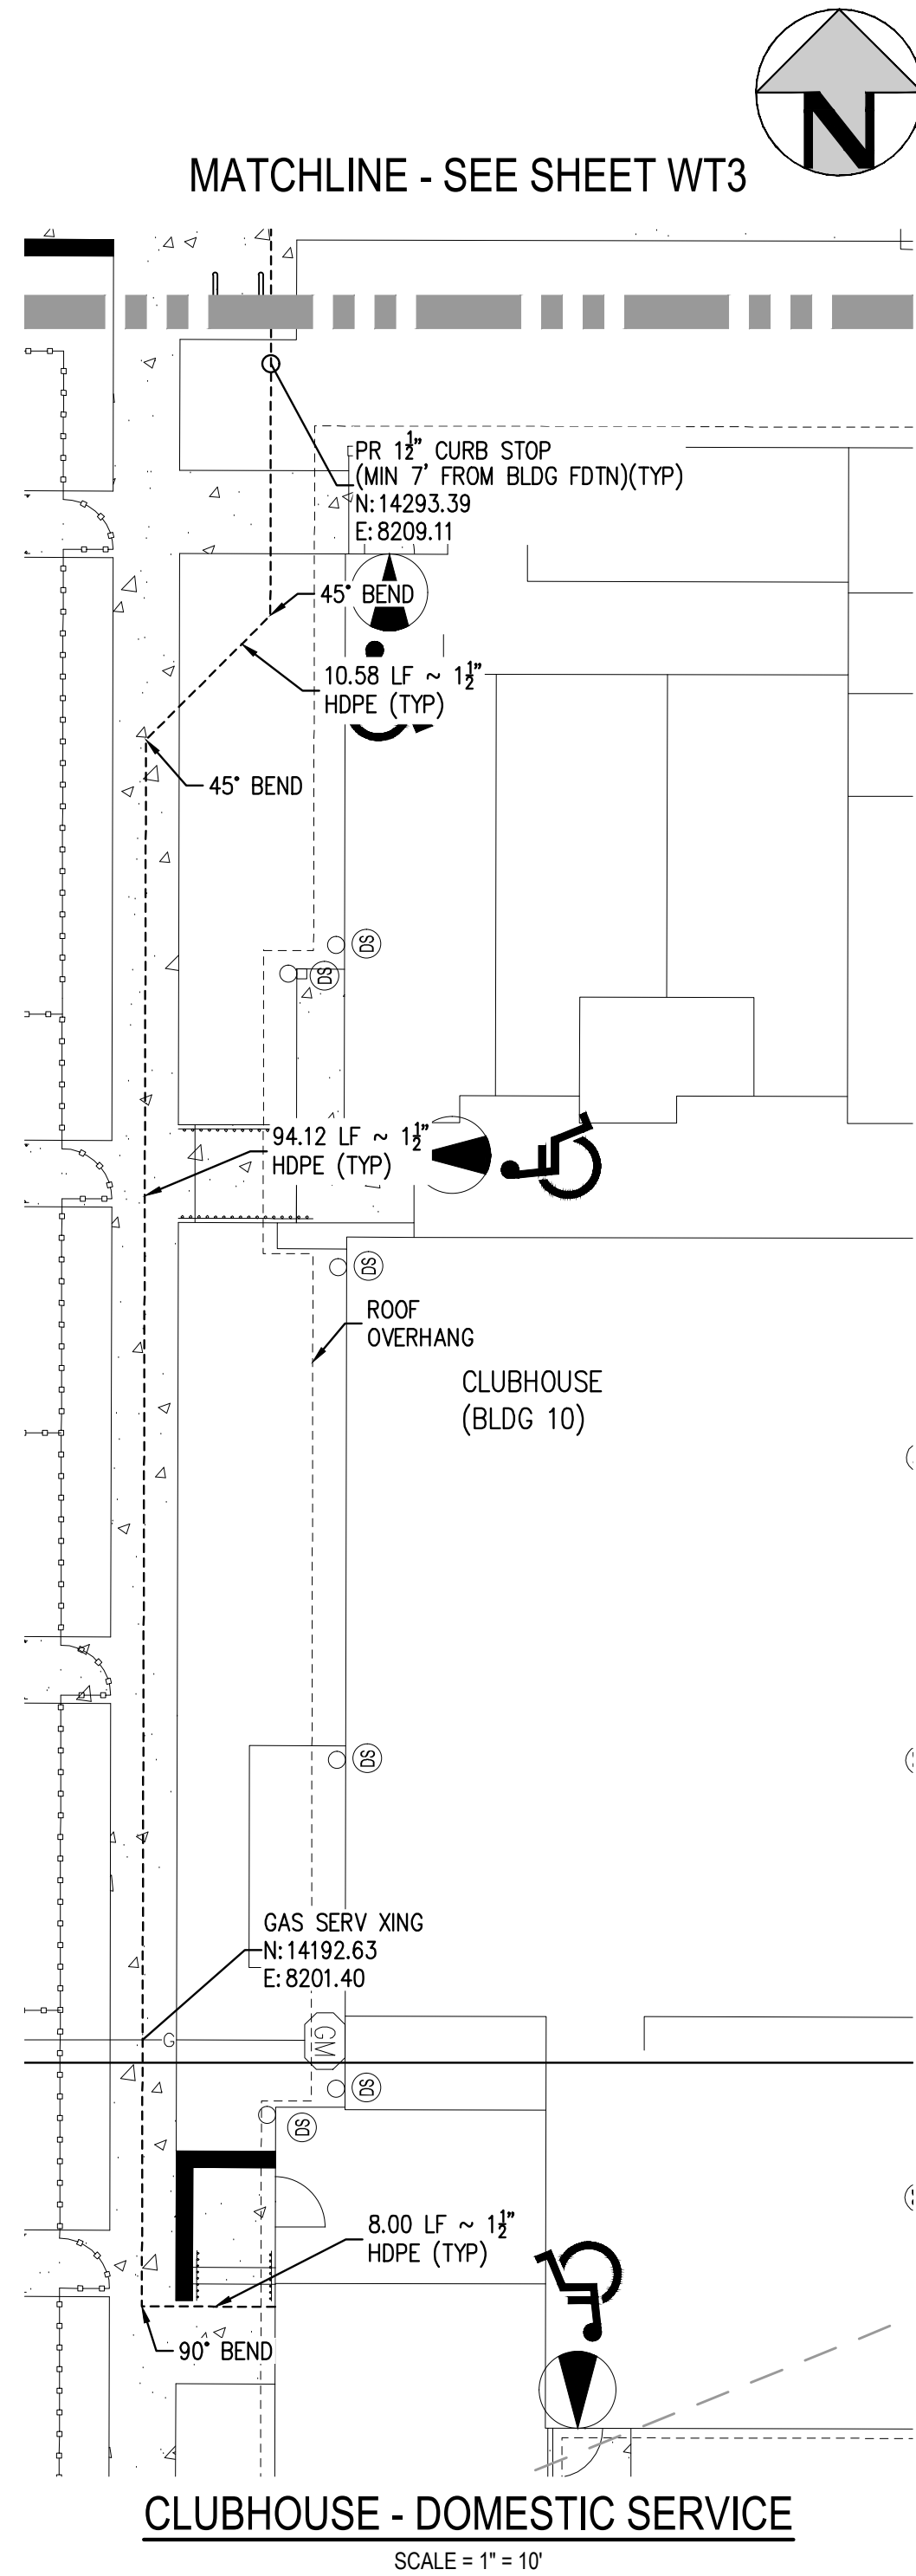 N
MATCHLINE - SEE SHEET WT3
PR 1½" CURB STOP
(MIN 7' FROM BLDG FDTN)(TYP)
N:14293.39
E:8209.11
45° BEND
10.58 LF ~ 1½"
HDPE (TYP)
45° BEND
DS
DS
94.12 LF ~ 1½"
HDPE (TYP)
DS
ROOF
OVERHANG
CLUBHOUSE
(BLDG 10)
DS
GAS SERV XING
N:14192.63
E:8201.40
G
GM
DS
DS
8.00 LF ~ 1½"
HDPE (TYP)
90° BEND
CLUBHOUSE - DOMESTIC SERVICE
SCALE = 1" = 10'